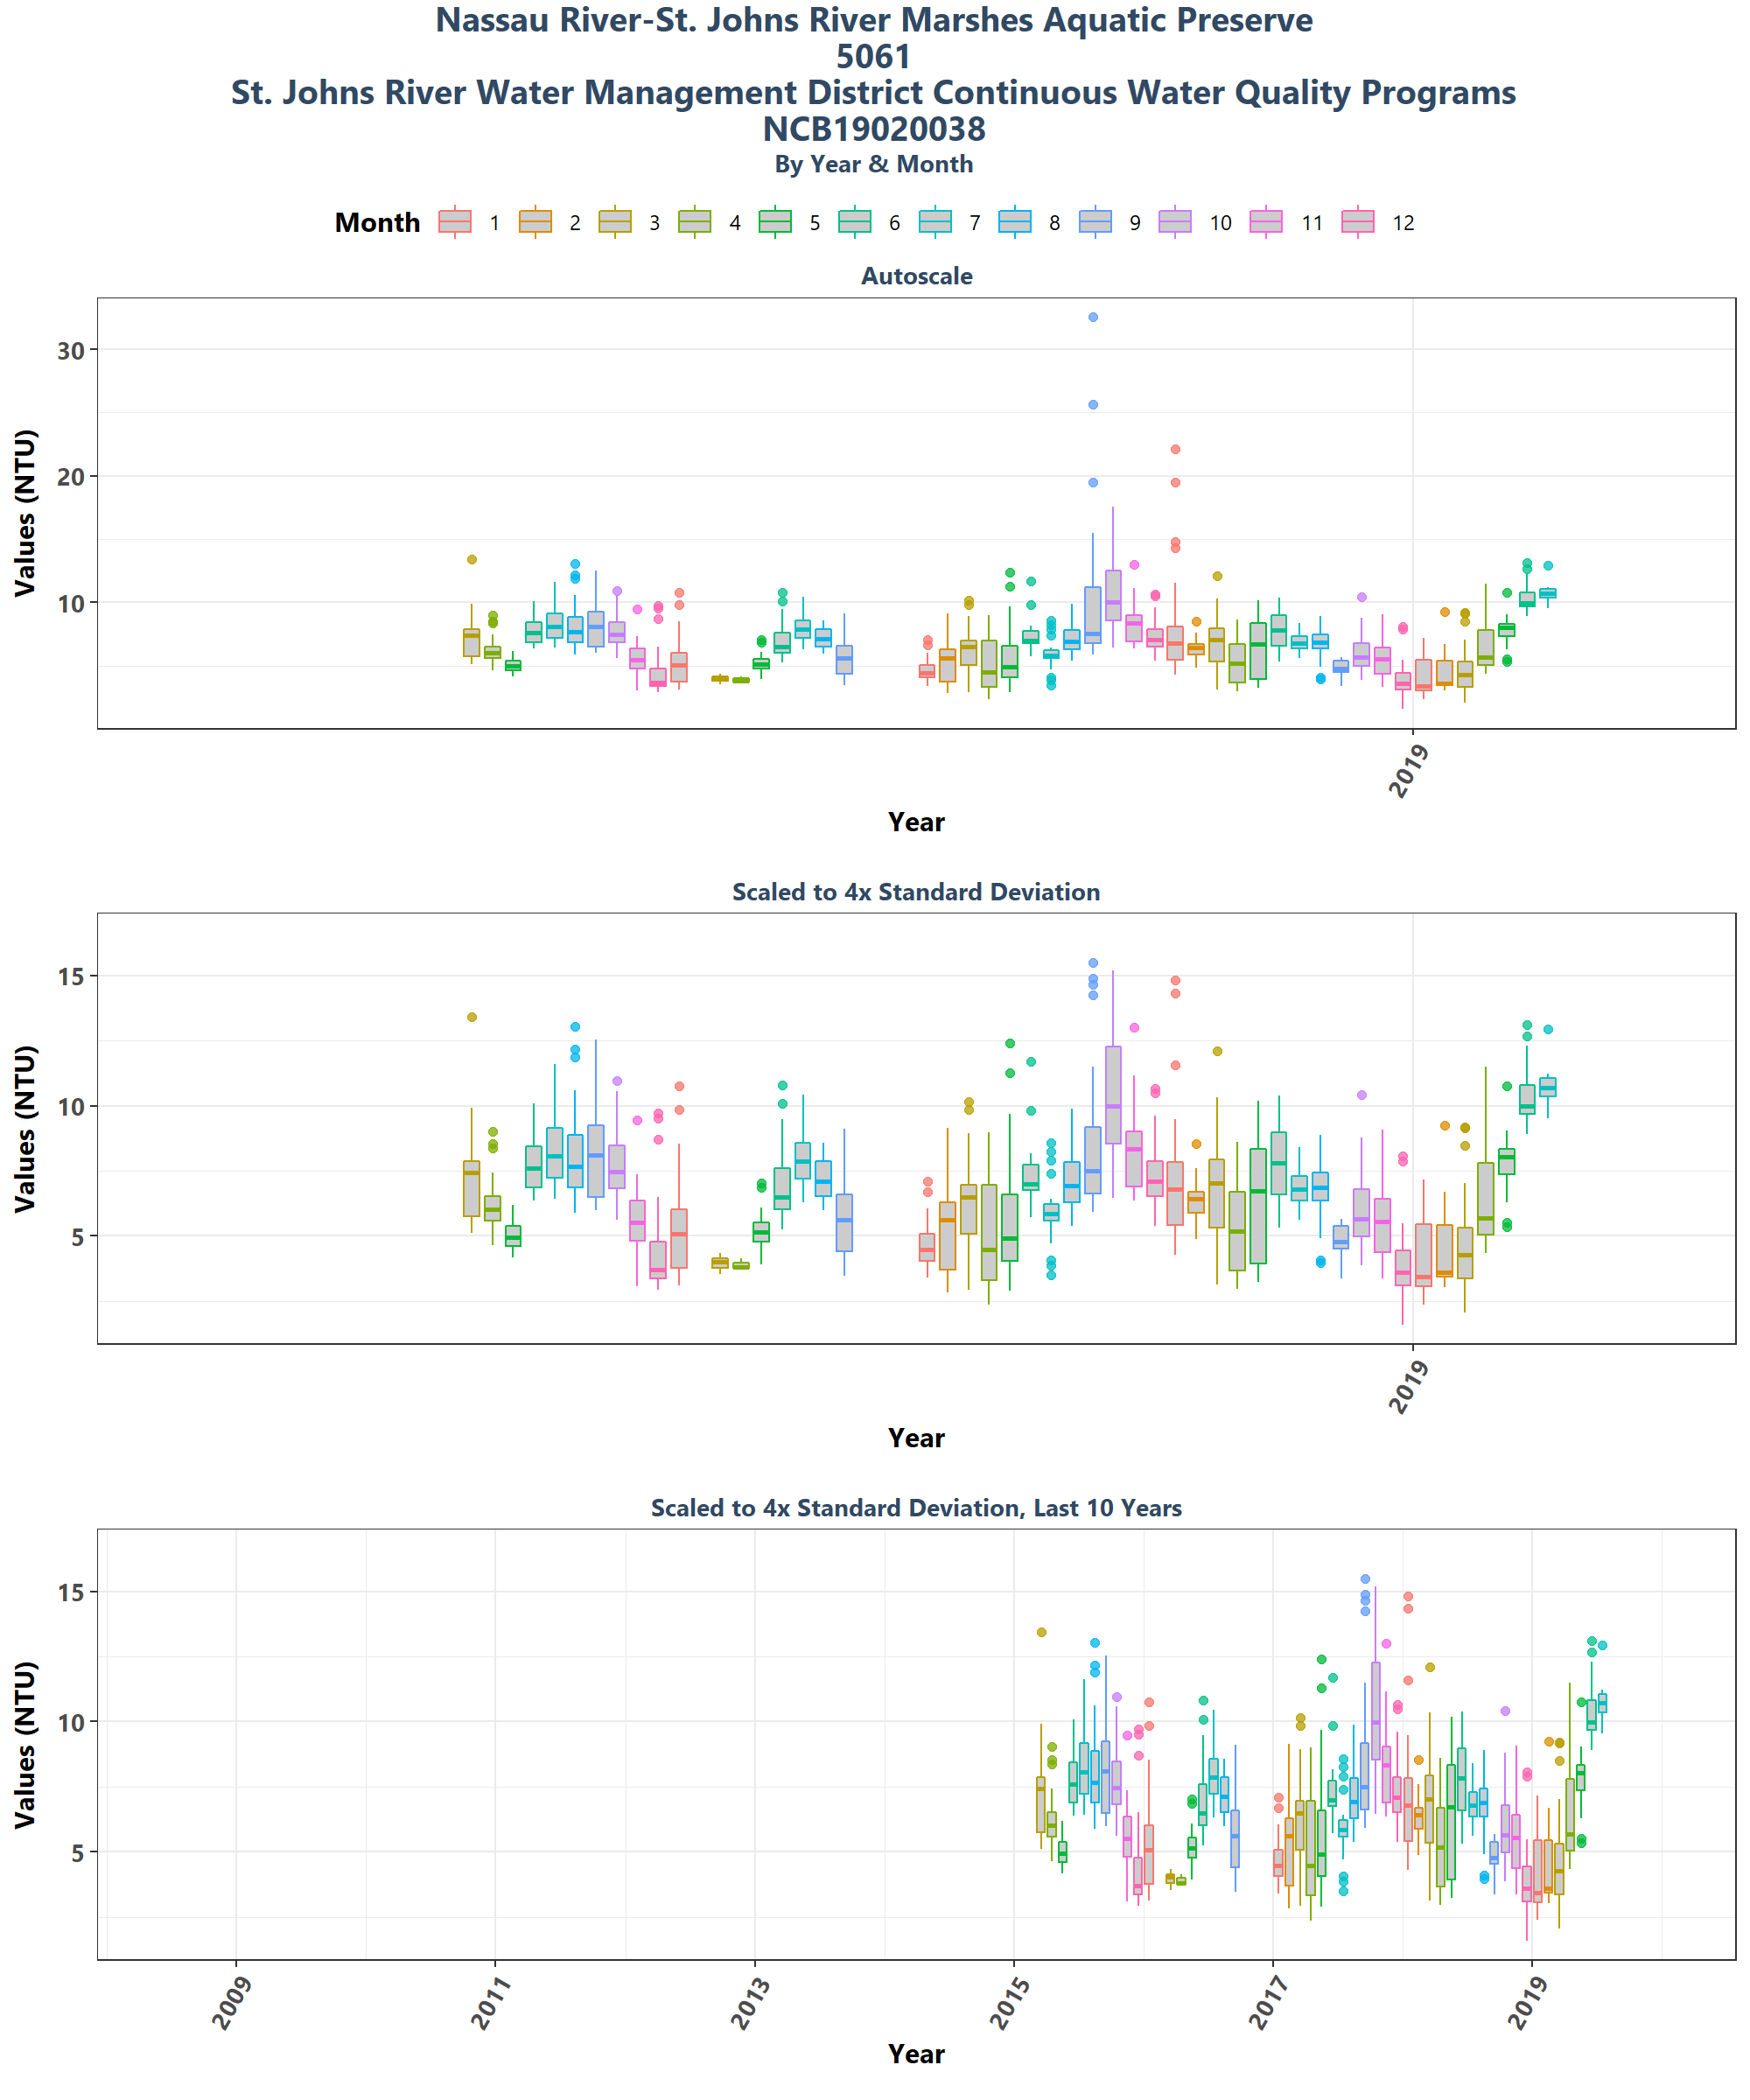 Nassau River-St. Johns River Marshes Aquatic Preserve
5061
St. Johns River Water Management District Continuous Water Quality Programs
NCB19020038
By Year & Month
Month 1 2 3 4 5 6 7 8 9 10 11 12
Autoscale
Values (NTU)
30
20
10
2019
Year
Scaled to 4x Standard Deviation
Values (NTU)
15
10
5
2019
Year
Scaled to 4x Standard Deviation, Last 10 Years
Values (NTU)
15
10
5
2009 2011 2013 2015 2017 2019
Year